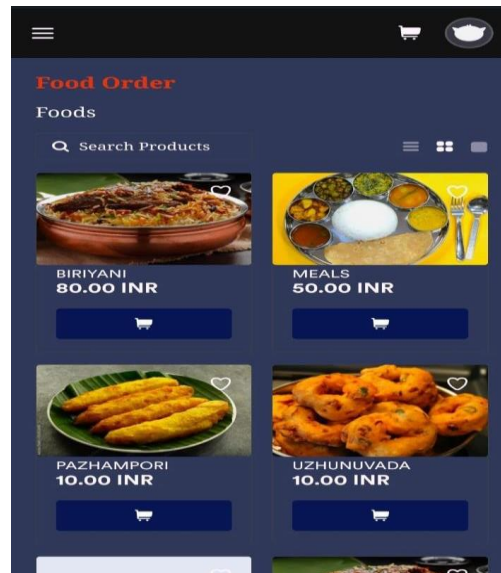 Food Order
Foods
Search Products
BIRIYANI
80.00 INR
MEALS
50.00 INR
PAZHAMPORI
10.00 INR
UZHUNUVADA
10.00 INR